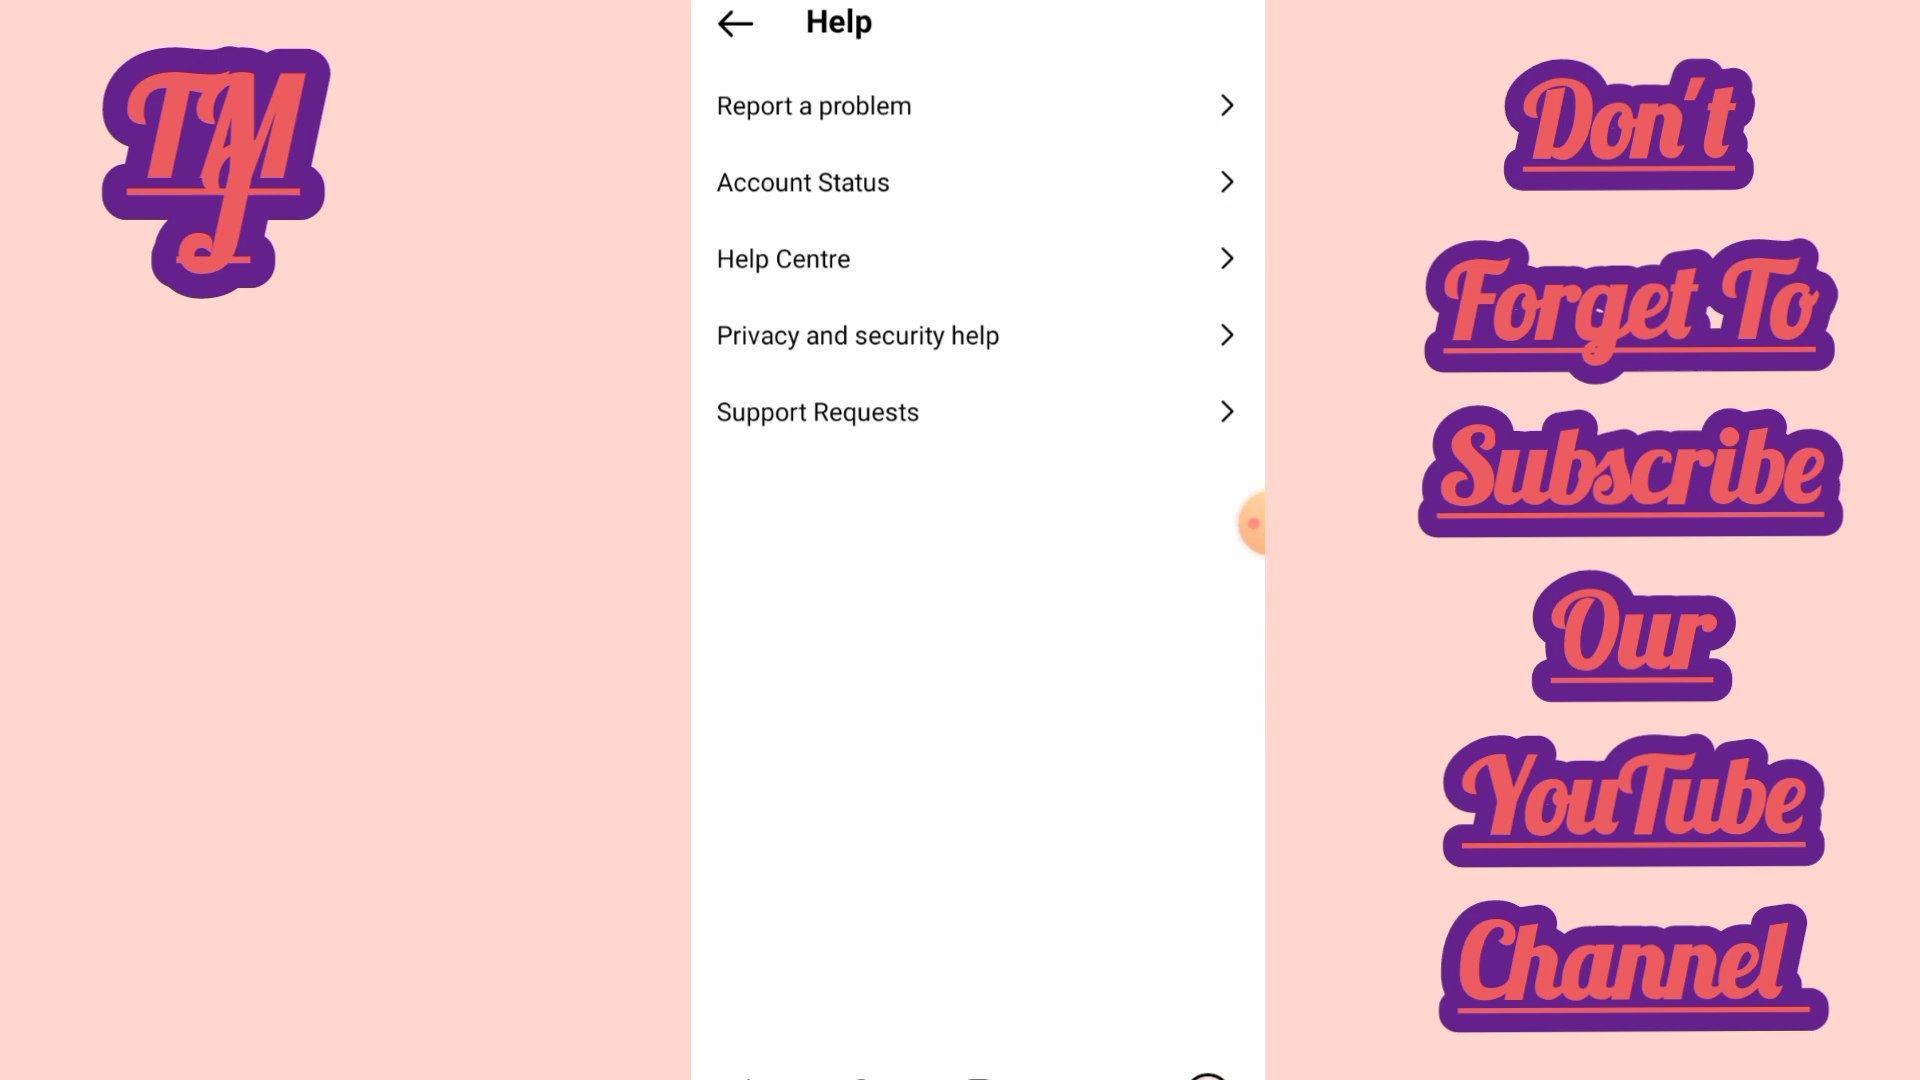 TM
J
Help
Report a problem
Account Status
Help Centre
Privacy and security help
Support Requests
Don't
Forget To
Subscribe
Our
YouTube
Channel